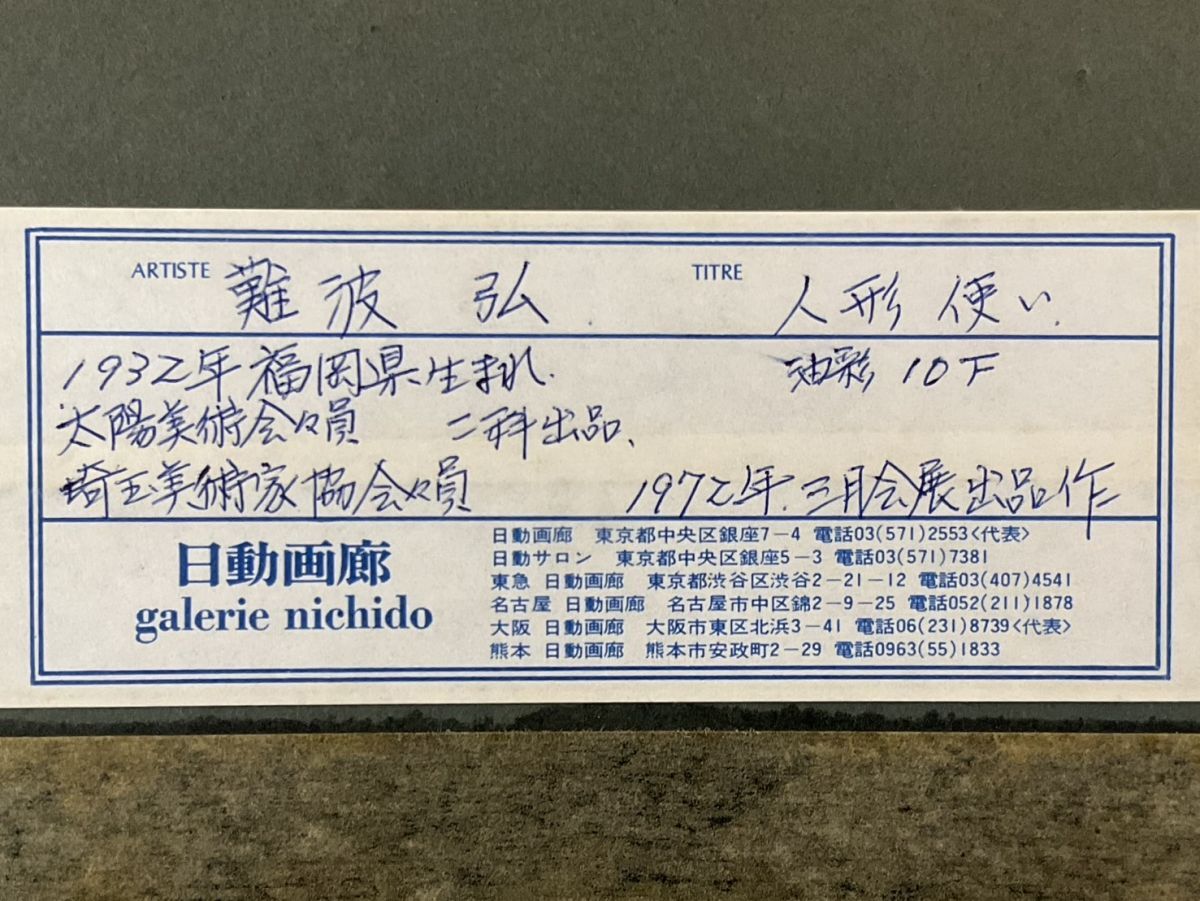 ARTISTE 難波 弘 TITRE 人形使い.
1932年福岡県生まれ. 油彩 10F
太陽美術会々員 二科出品、
埼玉美術家協会々員 1972年.三月会展出品作
日動画廊
galerie nichido
日動画廊 東京都中央区銀座7-4 電話03(571)2553<代表>
日動サロン 東京都中央区銀座5-3 電話03(571)7381
東急 日動画廊 東京都渋谷区渋谷2-21-12 電話03(407)4541
名古屋 日動画廊 名古屋市中区錦2-9-25 電話052(211)1878
大阪 日動画廊 大阪市東区北浜3-41 電話06(231)8739<代表>
熊本 日動画廊 熊本市安政町2-29 電話0963(55)1833